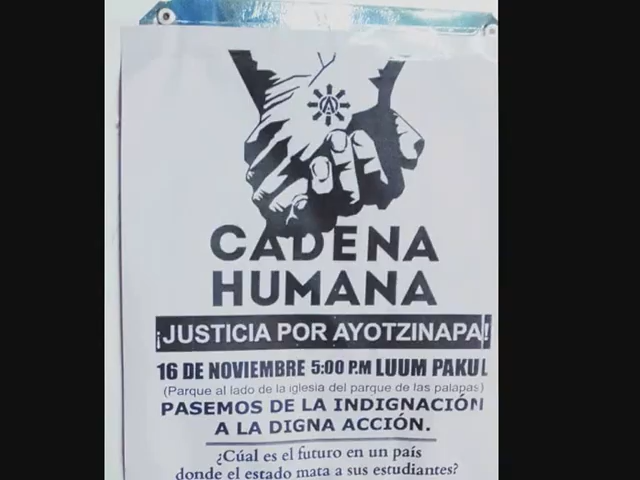 CADENA
HUMANA
¡JUSTICIA POR AYOTZINAPA!
16 DE NOVIEMBRE 5:00 P.M LUUM PAKUL
(Parque al lado de la iglesia del parque de las palapas)
PASEMOS DE LA INDIGNACIÓN
A LA DIGNA ACCIÓN.
¿Cúal es el futuro en un país
donde el estado mata a sus estudiantes?